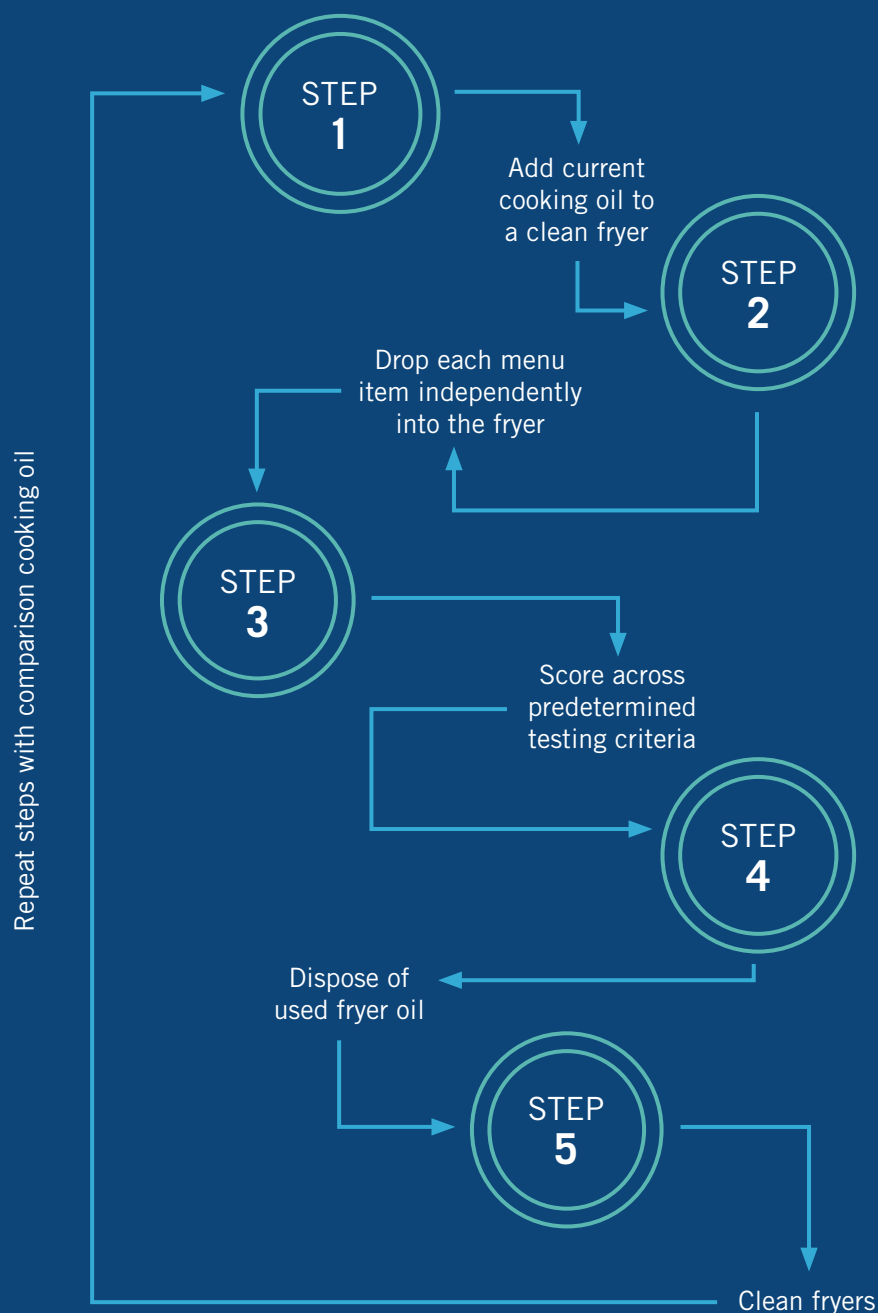 STEP
1
Add current
cooking oil to
a clean fryer
STEP
2
Drop each menu
item independently
into the fryer
STEP
3
Score across
predetermined
testing criteria
STEP
4
Dispose of
used fryer oil
STEP
5
Clean fryers
Repeat steps with comparison cooking oil